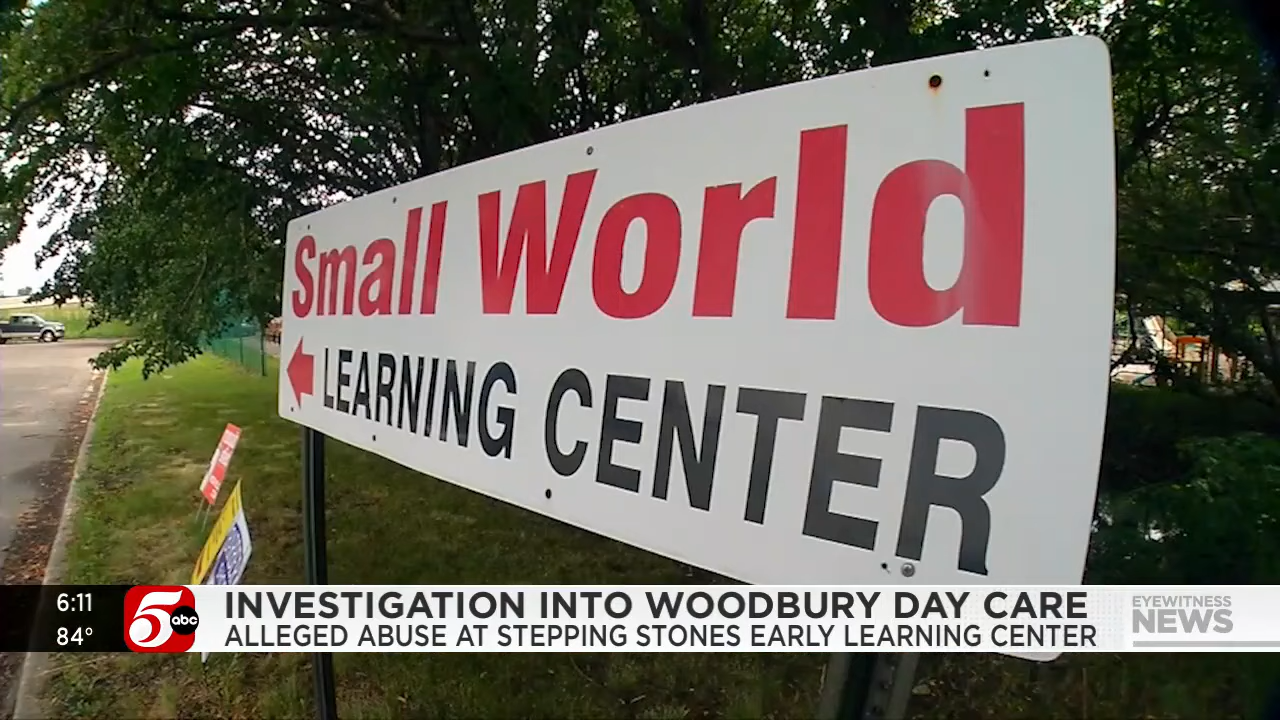 Small World
LEARNING CENTER
6:11
84°
5
abc
INVESTIGATION INTO WOODBURY DAY CARE
ALLEGED ABUSE AT STEPPING STONES EARLY LEARNING CENTER
EYEWITNESS
NEWS